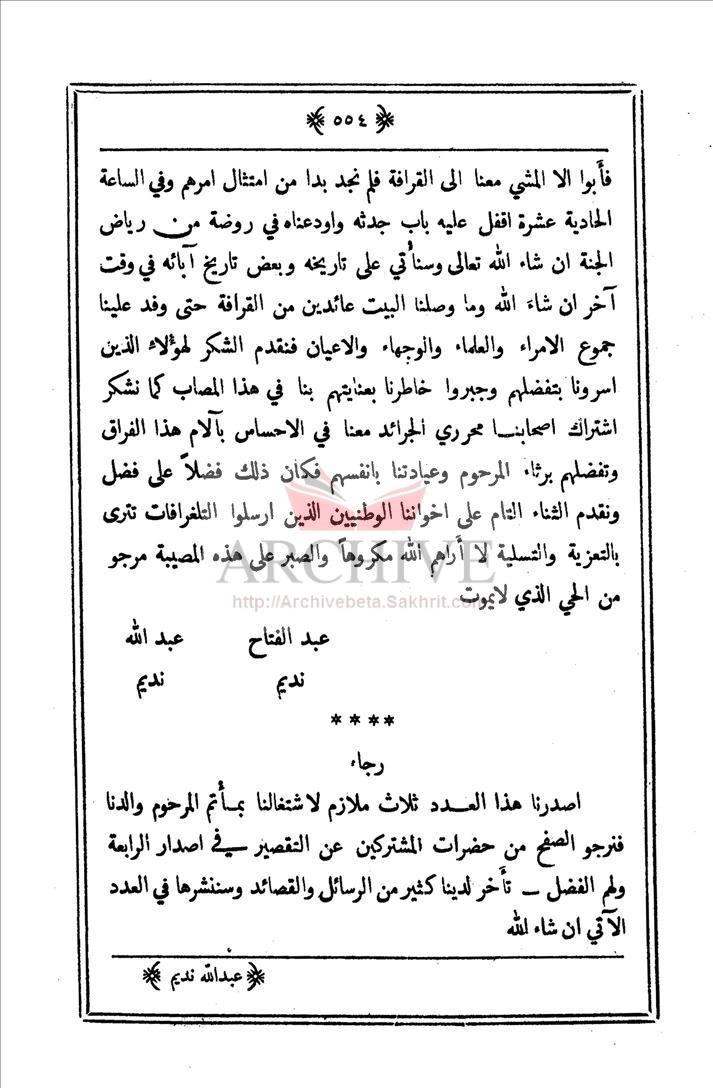 ﴿ ٥٥٤ ﴾
فأَبوا الا المشي معنا الى القرافة فلم نجد بدا من امتثال امرهم وفي الساعة
الحادية عشرة اقفل عليه باب جدثه واودعناه في روضة من رياض
الجنة ان شاء الله تعالى وسنأتي على تاريخه وبعض تاريخ آبائه في وقت
آخر ان شاءَ الله وما وصلنا البيت عائدين من القرافة حتى وفد علينا
جموع الامراء والعلماء والوجهاء والاعيان فنقدم الشكر لهؤلاء الذين
اسرونا بتفضلهم وجبروا خاطرنا بعنايتهم بنا في هذا المصاب كما نشكر
اشتراك اصحابنا محرري الجرائد معنا في الاحساس بآلام هذا الفراق
وتفضلهم برثاء المرحوم وعيادتنا بانفسهم فكان ذلك فضلاً على فضل
ونقدم الثناء التام على اخواننا الوطنيين الذين ارسلوا التلغرافات تترى
بالتعزية والتسلية لا أَراهم الله مكروهاً والصبر على هذه المصيبة مرجو
من الحي الذي لايموت
ARCHIVE
http://Archivebeta.Sakhrit.com
عبد الفتاح عبد الله
نديم نديم
****
رجاء
اصدرنا هذا العدد ثلاث ملازم لاشتغالنا بمأتم المرحوم والدنا
فنرجو الصفح من حضرات المشتركين عن التقصير في اصدار الرابعة
ولهم الفضل — تأخر لدينا كثير من الرسائل والقصائد وسننشرها في العدد
الآتي ان شاء الله
﴿ عبدالله نديم ﴾